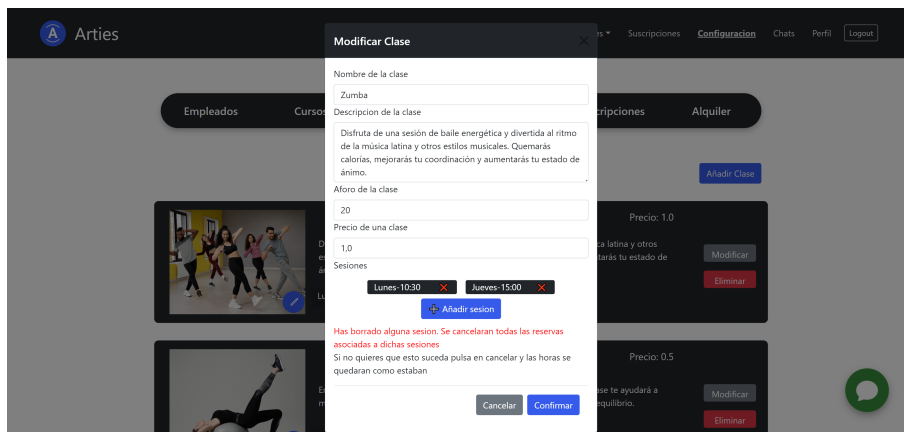 Arties
Modificar Clase
Suscripciones
Configuracion
Chats
Perfil
Logout
Nombre de la clase
Zumba
Empleados
Descripcion de la clase
Alquiler
Disfruta de una sesión de baile energética y divertida al ritmo
de la música latina y otros estilos musicales. Quemarás
calorías, mejorarás tu coordinación y aumentarás tu estado de
ánimo.
Añadir Clase
Aforo de la clase
20
Precio: 1.0
Precio de una clase
1,0
Modificar
Sesiones
Eliminar
Lunes-10:30
Jueves-15:00
Añadir sesion
Has borrado alguna sesion. Se cancelaran todas las reservas
asociadas a dichas sesiones
Si no quieres que esto suceda pulsa en cancelar y las horas se
quedaran como estaban
Precio: 0.5
ase te ayudará a
equilibrio.
Modificar
Cancelar
Confirmar
Eliminar